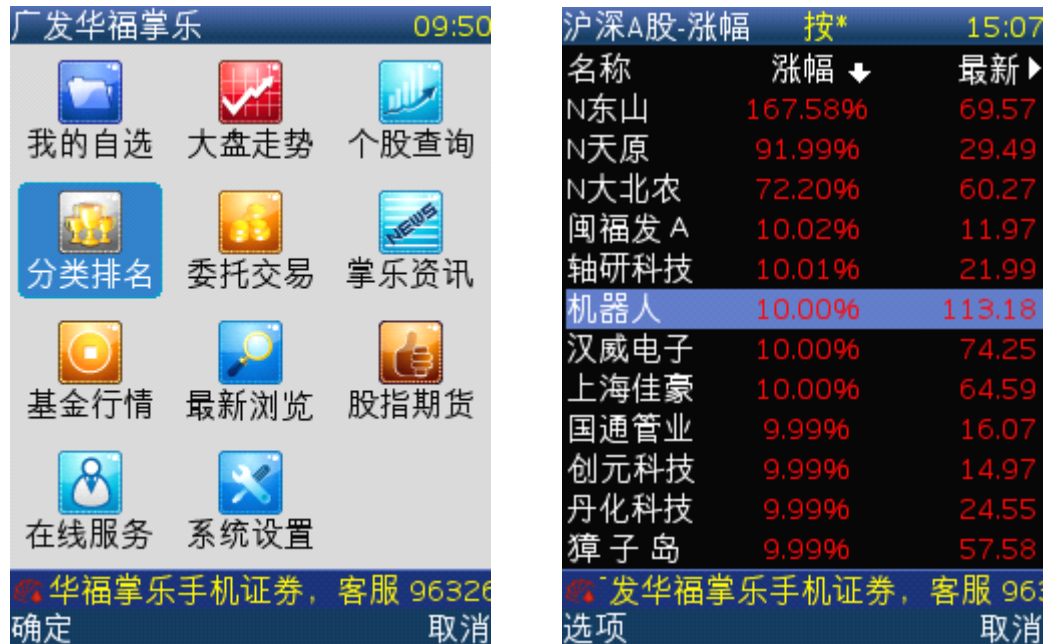 广发华福掌乐 09:50
我的自选 大盘走势 个股查询
NEWS
分类排名 委托交易 掌乐资讯
基金行情 最新浏览 股指期货
在线服务 系统设置
华福掌乐手机证券，客服 96326
确定 取消
沪深A股-涨幅 按* 15:07
名称 涨幅 最新
N东山 167.58% 69.57
N天原 91.99% 29.49
N大北农 72.20% 60.27
闽福发A 10.02% 11.97
轴研科技 10.01% 21.99
机器人 10.00% 113.18
汉威电子 10.00% 74.25
上海佳豪 10.00% 64.59
国通管业 9.99% 16.07
创元科技 9.99% 14.97
丹化科技 9.99% 24.55
獐子岛 9.99% 57.58
发华福掌乐手机证券，客服 963
选项 取消